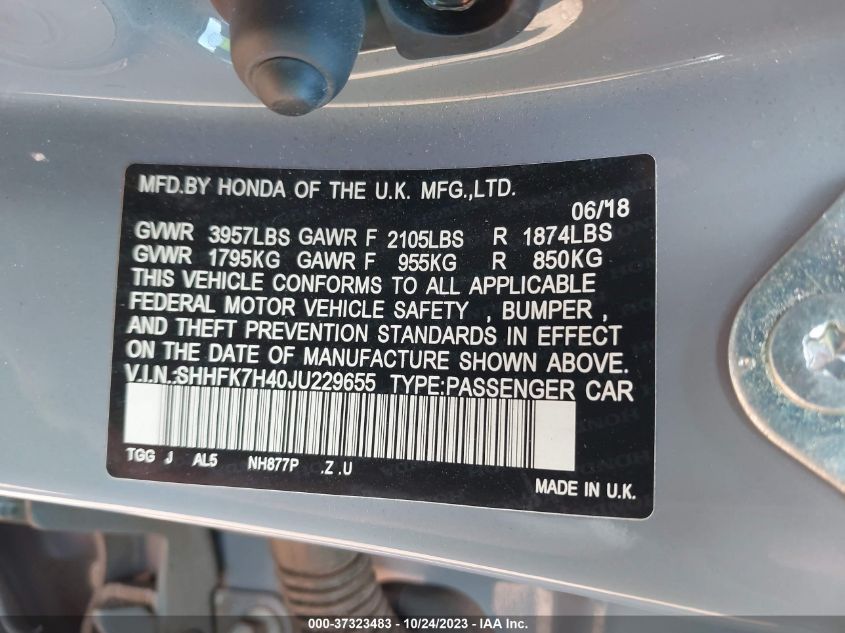 MFD.BY HONDA OF THE U.K. MFG.,LTD.
06/18
GVWR 3957LBS GAWR F 2105LBS R 1874LBS
GVWR 1795KG GAWR F 955KG R 850KG
THIS VEHICLE CONFORMS TO ALL APPLICABLE
FEDERAL MOTOR VEHICLE SAFETY , BUMPER ,
AND THEFT PREVENTION STANDARDS IN EFFECT
ON THE DATE OF MANUFACTURE SHOWN ABOVE.
V.I.N.:SHHFK7H40JU229655 TYPE:PASSENGER CAR
TGG J AL5 NH877P .Z .U
MADE IN U.K.
000-37323483 - 10/24/2023 - IAA Inc.